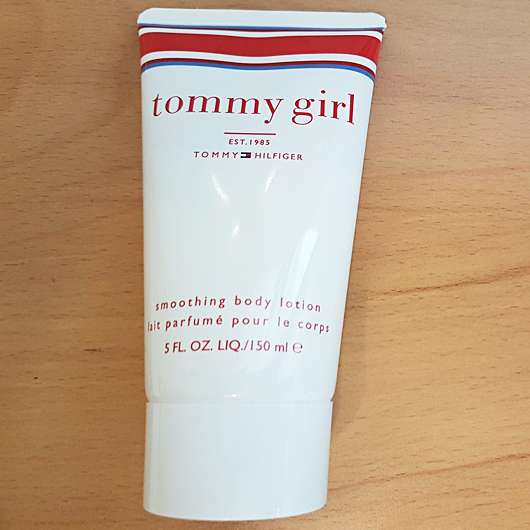 tommy girl
EST. 1985
TOMMY HILFIGER
smoothing body lotion
lait parfumé pour le corps
5 FL. OZ. LIQ./150 ml ℮